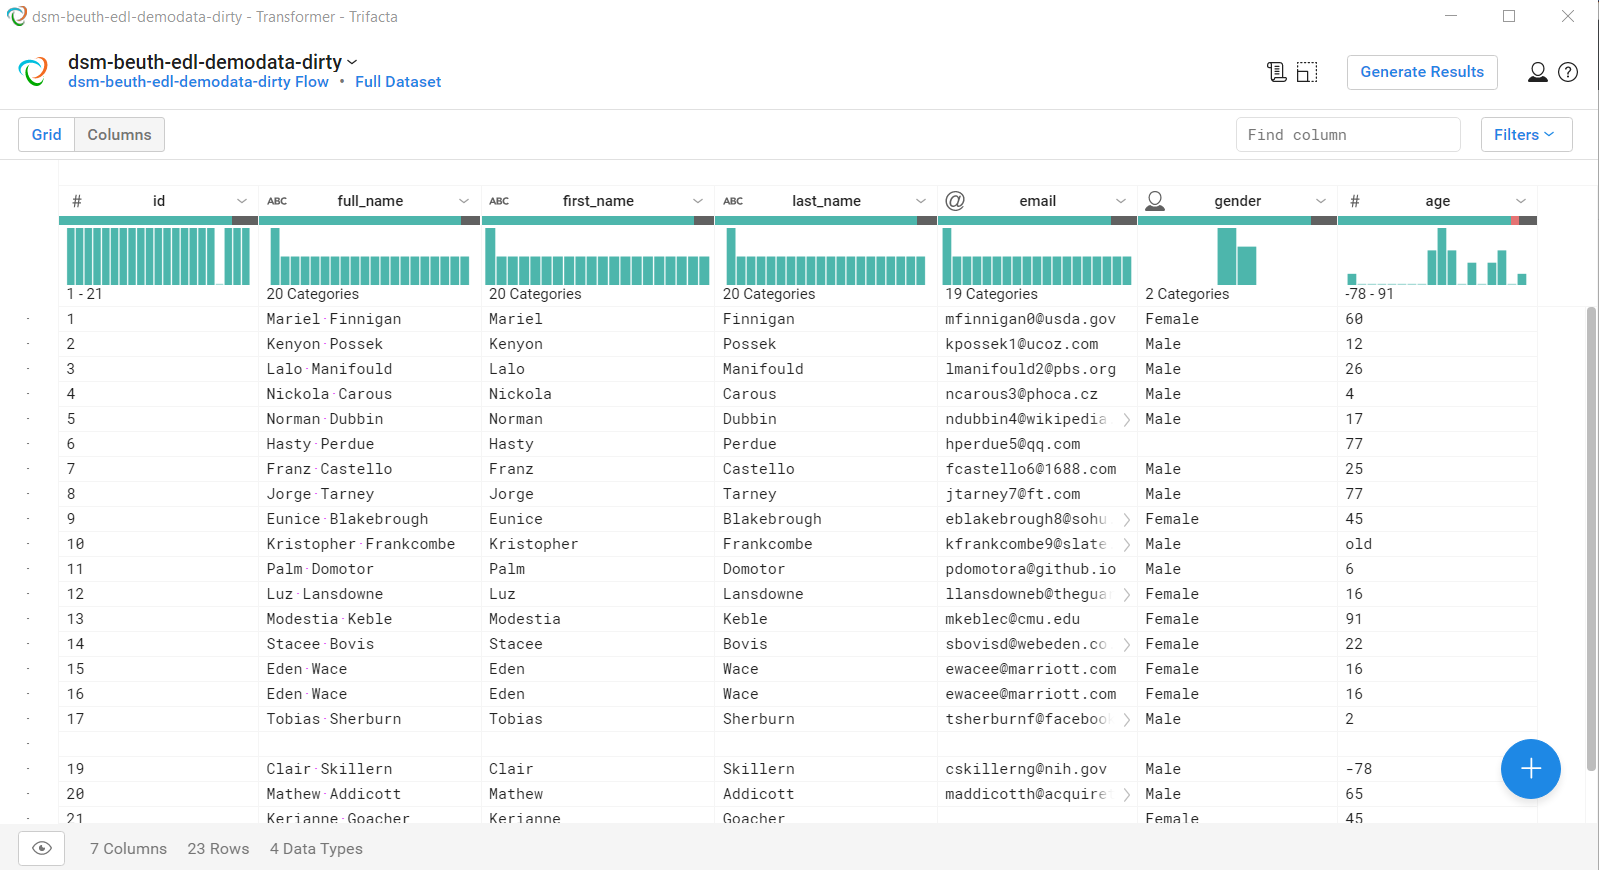 dsm-beuth-edl-demodata-dirty - Transformer - Trifacta
dsm-beuth-edl-demodata-dirty
dsm-beuth-edl-demodata-dirty Flow • Full Dataset
Generate Results
Grid Columns Find column Filters
# id ABC full_name ABC first_name ABC last_name @ email gender # age
1 - 21 20 Categories 20 Categories 20 Categories 19 Categories 2 Categories -78 - 91
1 Mariel·Finnigan Mariel Finnigan mfinnigan0@usda.gov Female 60
2 Kenyon·Possek Kenyon Possek kpossek1@ucoz.com Male 12
3 Lalo·Manifould Lalo Manifould lmanifould2@pbs.org Male 26
4 Nickola·Carous Nickola Carous ncarous3@phoca.cz Male 4
5 Norman·Dubbin Norman Dubbin ndubbin4@wikipedia Male 17
6 Hasty·Perdue Hasty Perdue hperdue5@qq.com 77
7 Franz·Castello Franz Castello fcastello6@1688.com Male 25
8 Jorge·Tarney Jorge Tarney jtarney7@ft.com Male 77
9 Eunice·Blakebrough Eunice Blakebrough eblakebrough8@sohu Female 45
10 Kristopher·Frankcombe Kristopher Frankcombe kfrankcombe9@slate Male old
11 Palm·Domotor Palm Domotor pdomotora@github.io Male 6
12 Luz·Lansdowne Luz Lansdowne llansdowneb@thegua Female 16
13 Modestia·Keble Modestia Keble mkeblec@cmu.edu Female 91
14 Stacee·Bovis Stacee Bovis sbovisd@webeden.co Female 22
15 Eden·Wace Eden Wace ewacee@marriott.com Female 16
16 Eden·Wace Eden Wace ewacee@marriott.com Female 16
17 Tobias·Sherburn Tobias Sherburn tsherburnf@facebook Male 2
19 Clair·Skillern Clair Skillern cskillerng@nih.gov Male -78
20 Mathew·Addicott Mathew Addicott maddicotth@acquire Male 65
21 Kerianne·Goacher Kerianne Goacher Female 45
7 Columns 23 Rows 4 Data Types